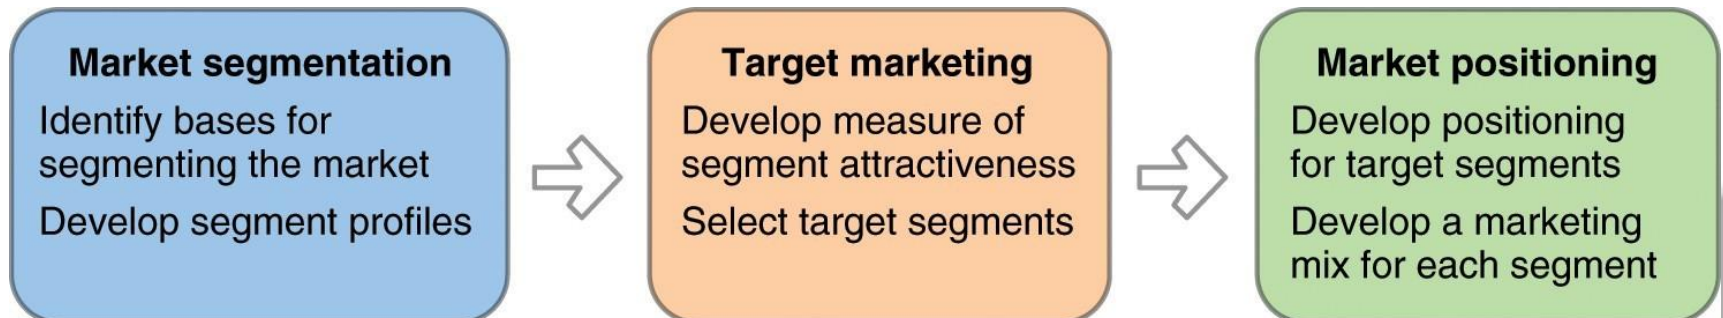 Market segmentation
Identify bases for
segmenting the market
Develop segment profiles
Target marketing
Develop measure of
segment attractiveness
Select target segments
Market positioning
Develop positioning
for target segments
Develop a marketing
mix for each segment